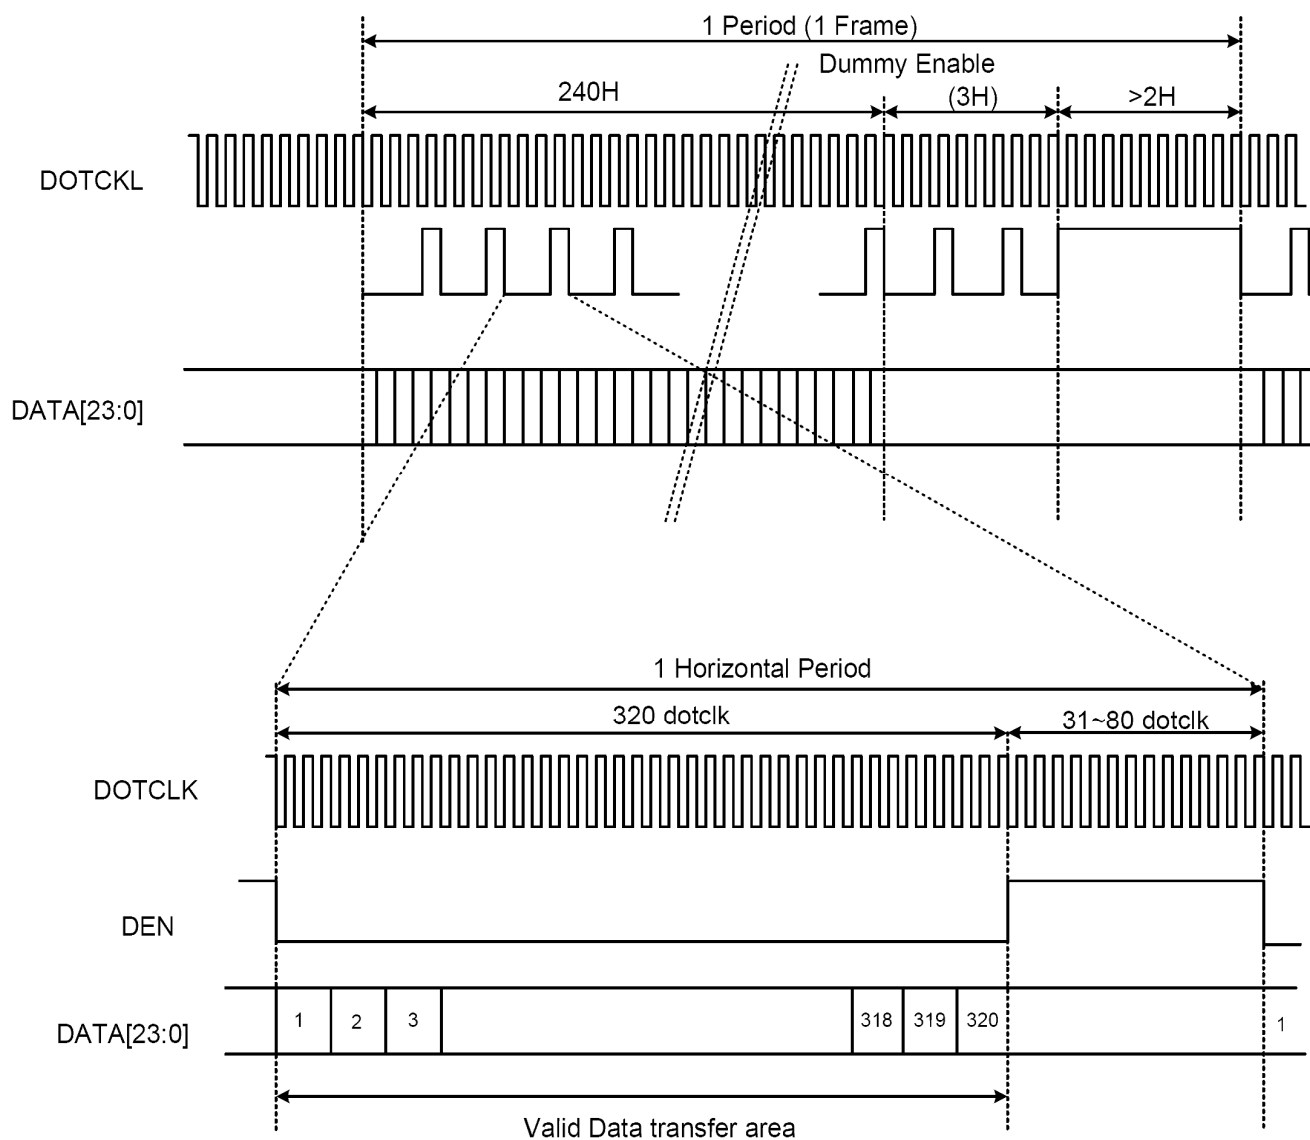 1 Period (1 Frame)
Dummy Enable
240H
(3H)
>2H
DOTCKL
DATA[23:0]
1 Horizontal Period
320 dotclk
31~80 dotclk
DOTCLK
DEN
DATA[23:0]
1
2
3
318
319
320
1
Valid Data transfer area